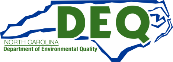 DEQ
NORTH CAROLINA
Department of Environmental Quality